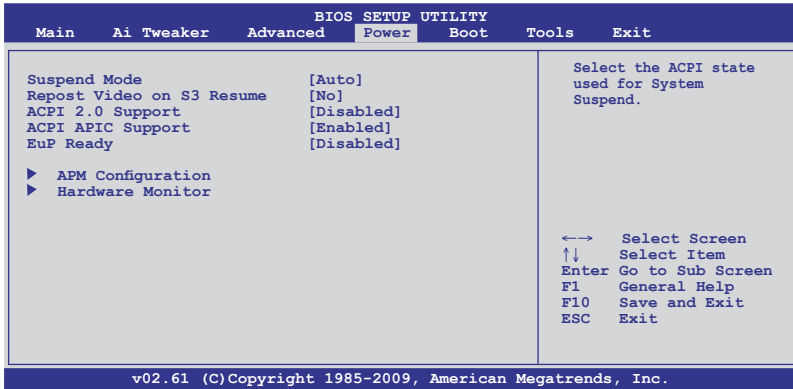 BIOS SETUP UTILITY
Main Ai Tweaker Advanced Power Boot Tools Exit
Suspend Mode [Auto]
Repost Video on S3 Resume [No]
ACPI 2.0 Support [Disabled]
ACPI APIC Support [Enabled]
EuP Ready [Disabled]
▶ APM Configuration
▶ Hardware Monitor
Select the ACPI state
used for System
Suspend.
←→ Select Screen
↑↓ Select Item
Enter Go to Sub Screen
F1 General Help
F10 Save and Exit
ESC Exit
v02.61 (C)Copyright 1985-2009, American Megatrends, Inc.